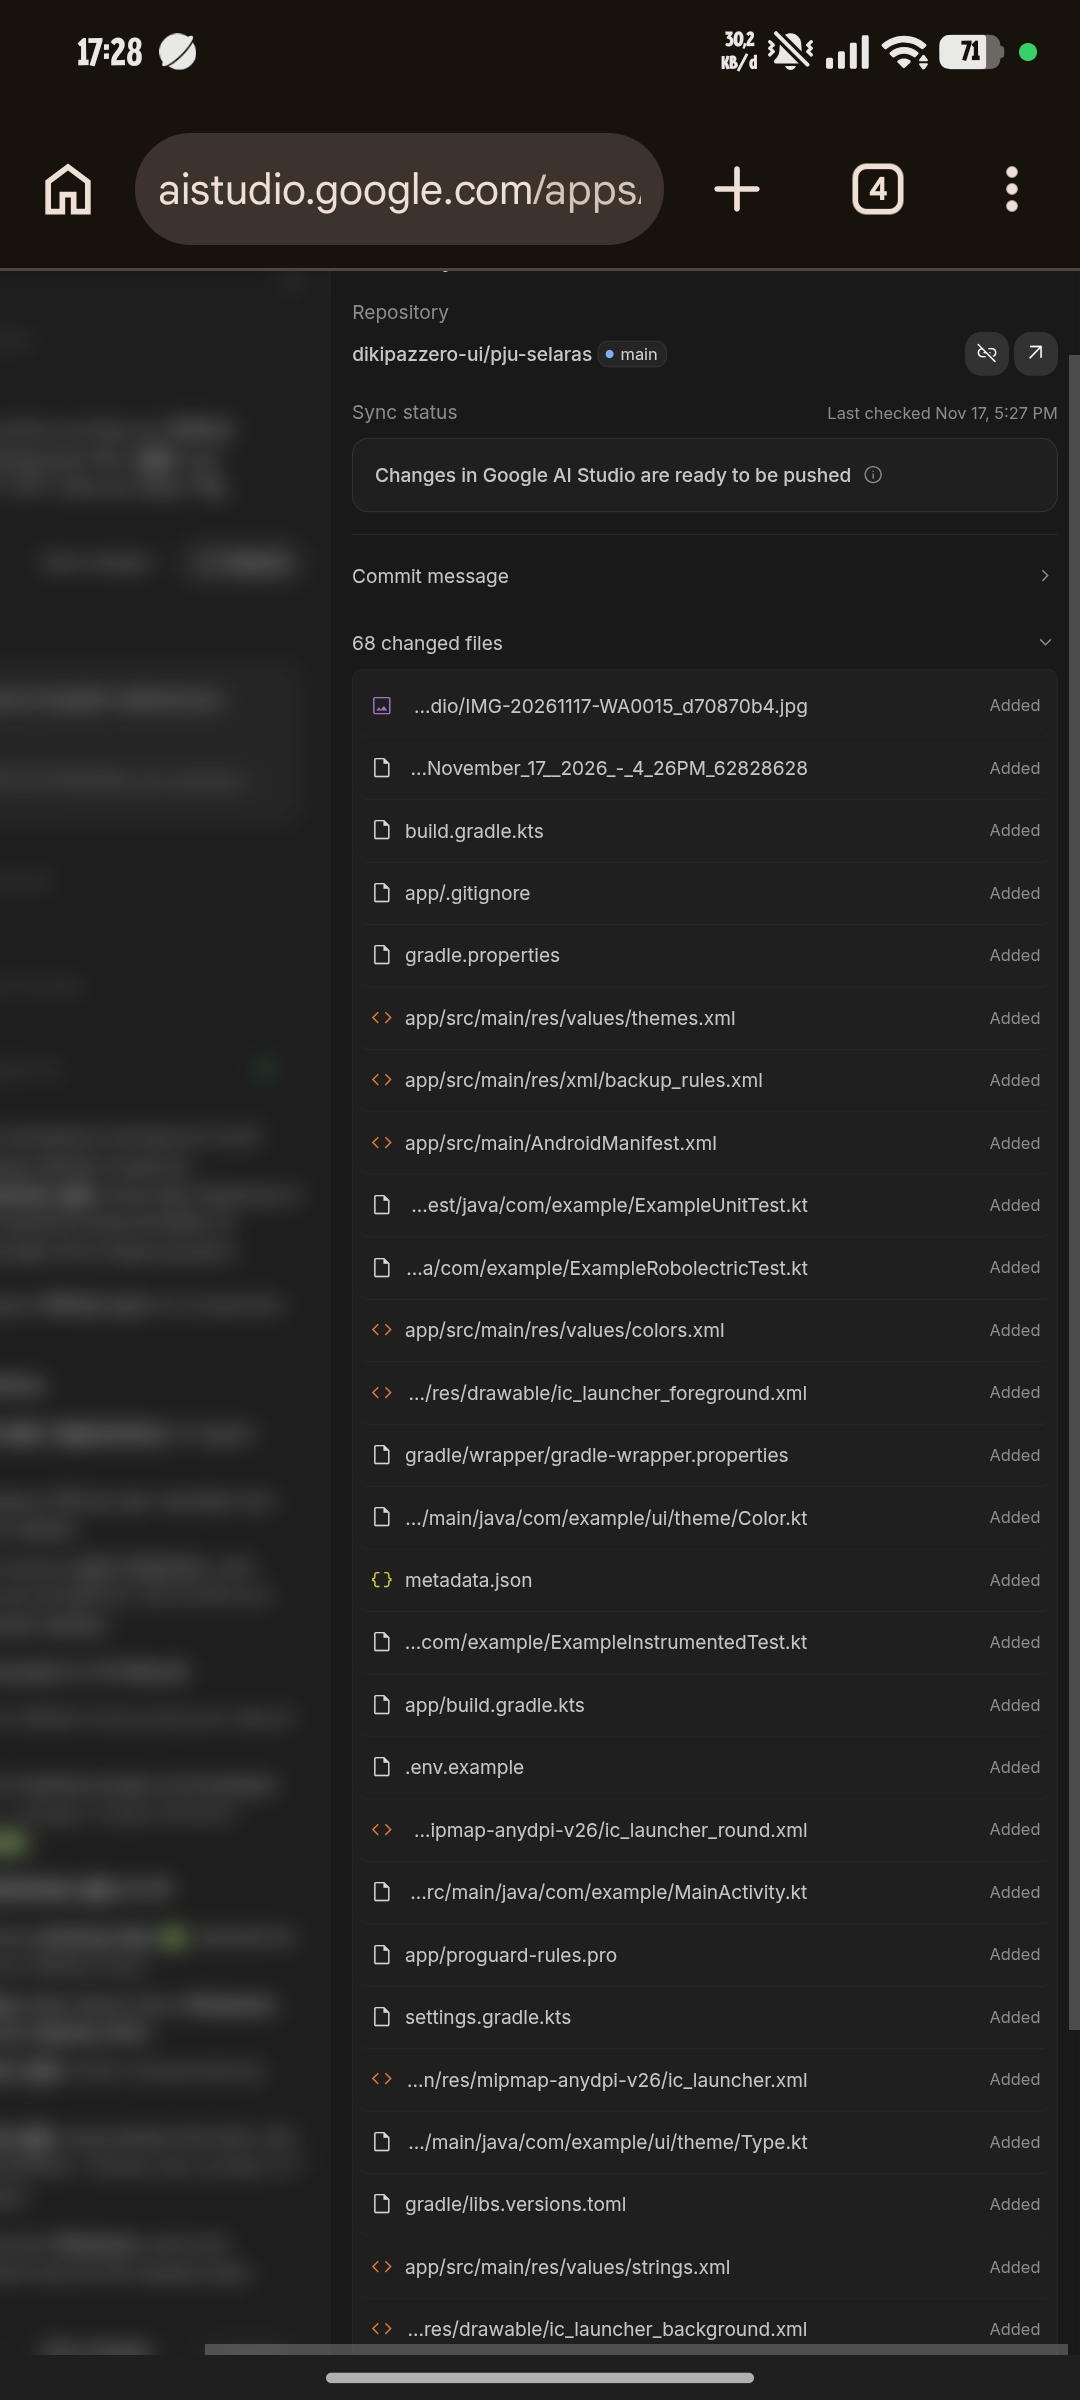 17:28
30,2
KB/d
71
aistudio.google.com/apps/
4
Repository
dikipazzero-ui/pju-selaras
main
Sync status
Last checked Nov 17, 5:27 PM
Changes in Google AI Studio are ready to be pushed
Commit message
68 changed files
...dio/IMG-20261117-WA0015_d70870b4.jpg Added
...November_17__2026_-_4_26PM_62828628 Added
build.gradle.kts Added
app/.gitignore Added
gradle.properties Added
app/src/main/res/values/themes.xml Added
app/src/main/res/xml/backup_rules.xml Added
app/src/main/AndroidManifest.xml Added
...est/java/com/example/ExampleUnitTest.kt Added
...a/com/example/ExampleRobolectricTest.kt Added
app/src/main/res/values/colors.xml Added
.../res/drawable/ic_launcher_foreground.xml Added
gradle/wrapper/gradle-wrapper.properties Added
.../main/java/com/example/ui/theme/Color.kt Added
metadata.json Added
...com/example/ExampleInstrumentedTest.kt Added
app/build.gradle.kts Added
.env.example Added
...ipmap-anydpi-v26/ic_launcher_round.xml Added
...rc/main/java/com/example/MainActivity.kt Added
app/proguard-rules.pro Added
settings.gradle.kts Added
...n/res/mipmap-anydpi-v26/ic_launcher.xml Added
.../main/java/com/example/ui/theme/Type.kt Added
gradle/libs.versions.toml Added
app/src/main/res/values/strings.xml Added
...res/drawable/ic_launcher_background.xml Added